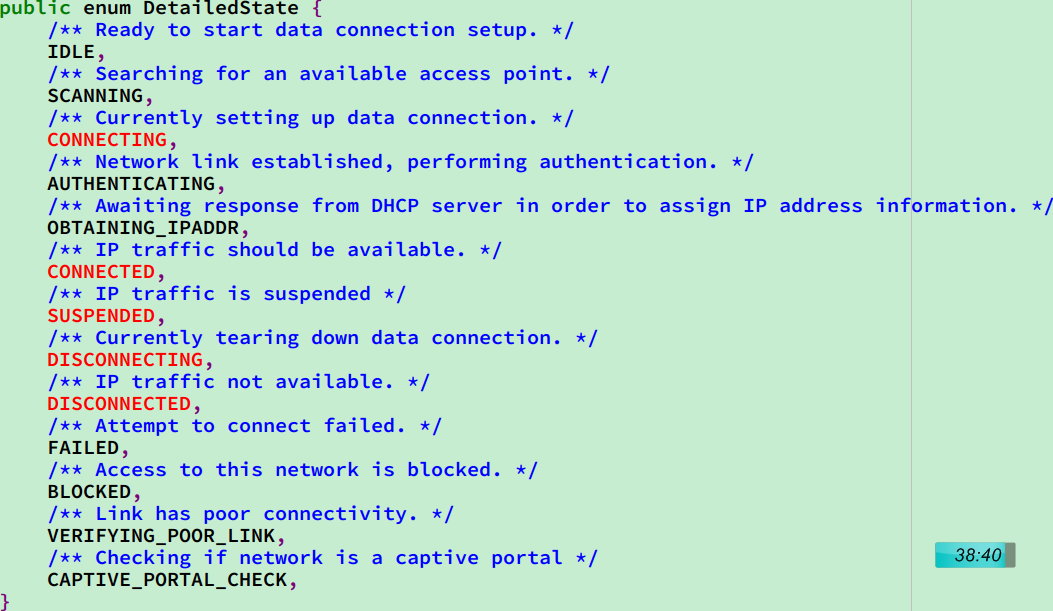 public enum DetailedState {
/** Ready to start data connection setup. */
IDLE,
/** Searching for an available access point. */
SCANNING,
/** Currently setting up data connection. */
CONNECTING,
/** Network link established, performing authentication. */
AUTHENTICATING,
/** Awaiting response from DHCP server in order to assign IP address information. */
OBTAINING_IPADDR,
/** IP traffic should be available. */
CONNECTED,
/** IP traffic is suspended */
SUSPENDED,
/** Currently tearing down data connection. */
DISCONNECTING,
/** IP traffic not available. */
DISCONNECTED,
/** Attempt to connect failed. */
FAILED,
/** Access to this network is blocked. */
BLOCKED,
/** Link has poor connectivity. */
VERIFYING_POOR_LINK,
/** Checking if network is a captive portal */
CAPTIVE_PORTAL_CHECK,
}
38:40